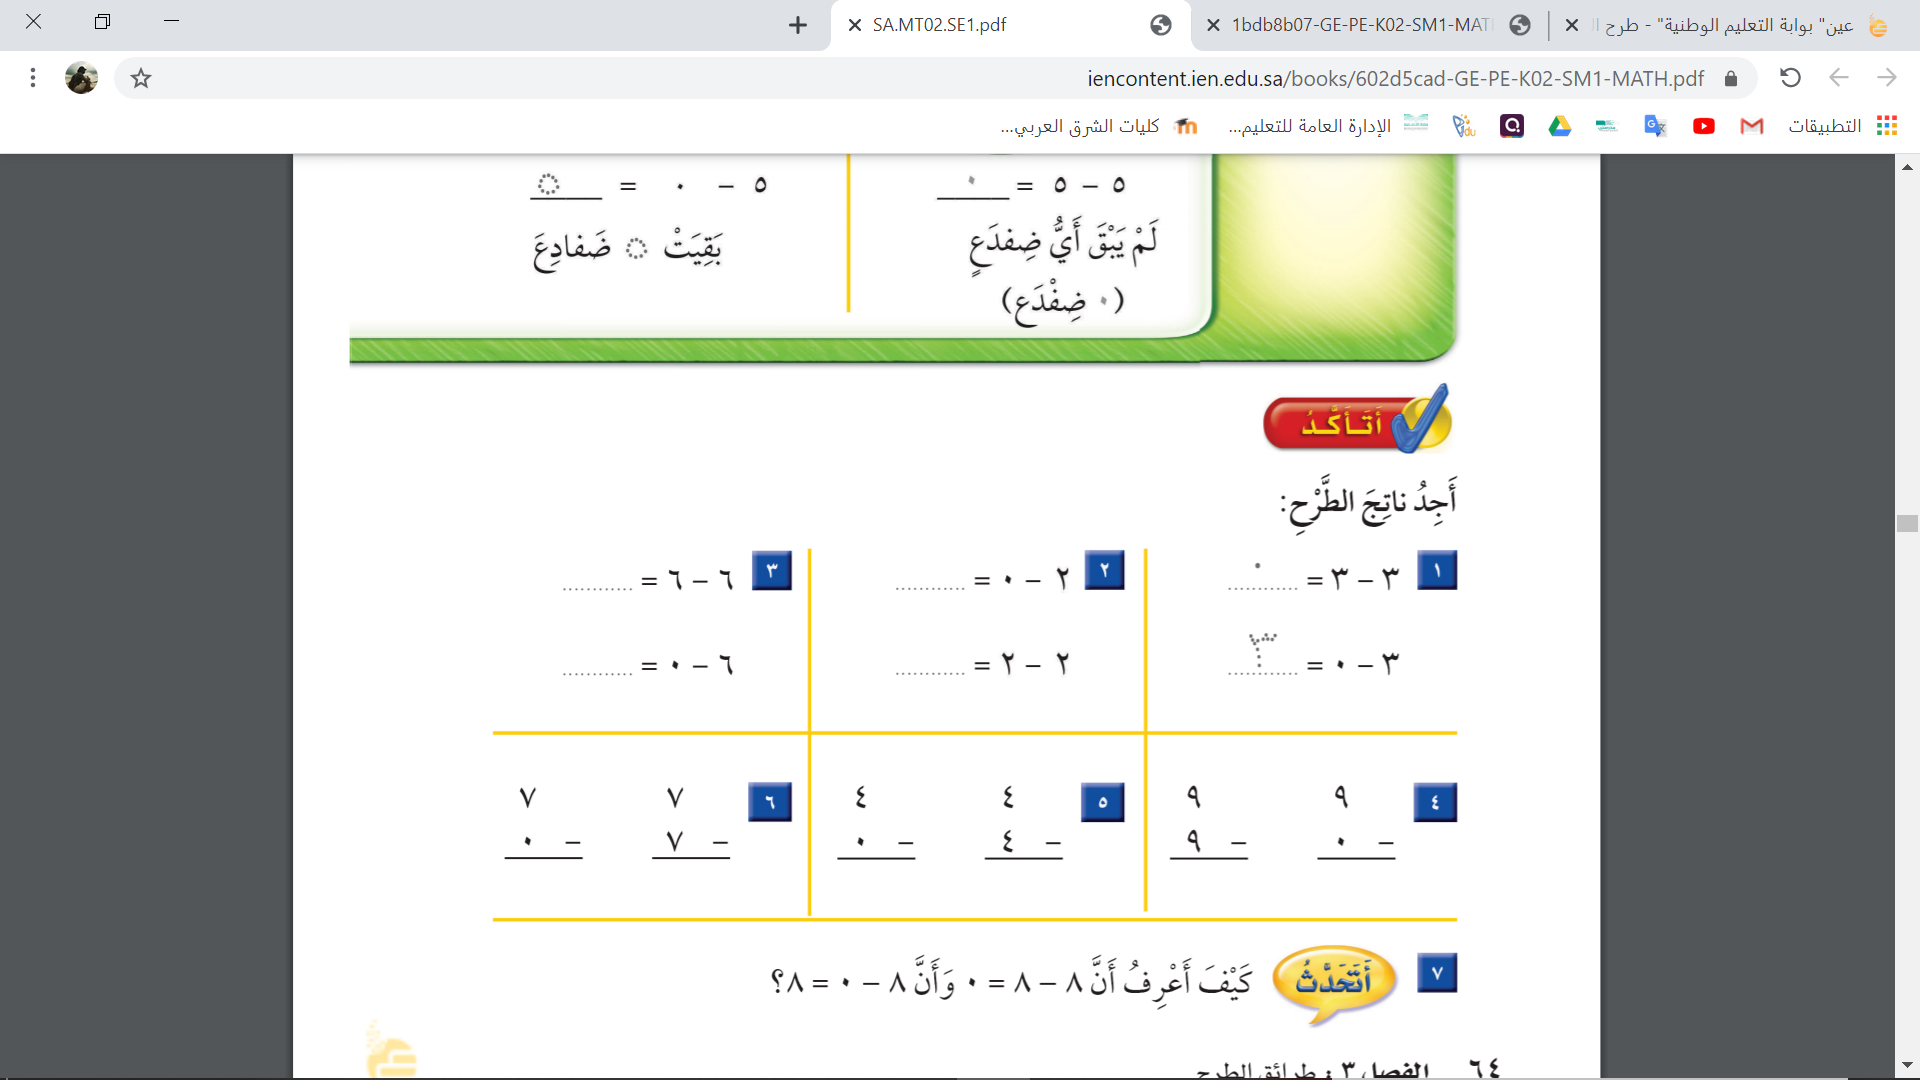 عين" بوابة التعليم الوطنية" - طرح ال
1bdb8b07-GE-PE-K02-SM1-MATH
SA.MT02.SE1.pdf
iencontent.ien.edu.sa/books/602d5cad-GE-PE-K02-SM1-MATH.pdf
التطبيقات
الإدارة العامة للتعليم...
كليات الشرق العربي...
٥ − ٥ = ٠
٥ − ٠ = ٥
لَمْ يَبْقَ أَيُّ ضِفدَعٍ
(٠ ضِفْدَع)
بَقِيَتْ ٥ ضَفادِعَ
أَتَأَكَّدُ
أَجِدُ ناتِجَ الطَّرْحِ:
١ ٣ − ٣ = ٠
٣ − ٠ = ٣
٢ ٢ − ٠ = ............
٢ − ٢ = ............
٣ ٦ − ٦ = ............
٦ − ٠ = ............
٤ ٩ ٩
− ٠ − ٩
٥ ٤ ٤
− ٤ − ٠
٦ ٧ ٧
− ٧ − ٠
٧ أَتَحَدَّثُ كَيْفَ أَعْرِفُ أَنَّ ٨ − ٨ = ٠ وَأَنَّ ٨ − ٠ = ٨؟
٦٤ الفصل ٣ : طرائق الطرح